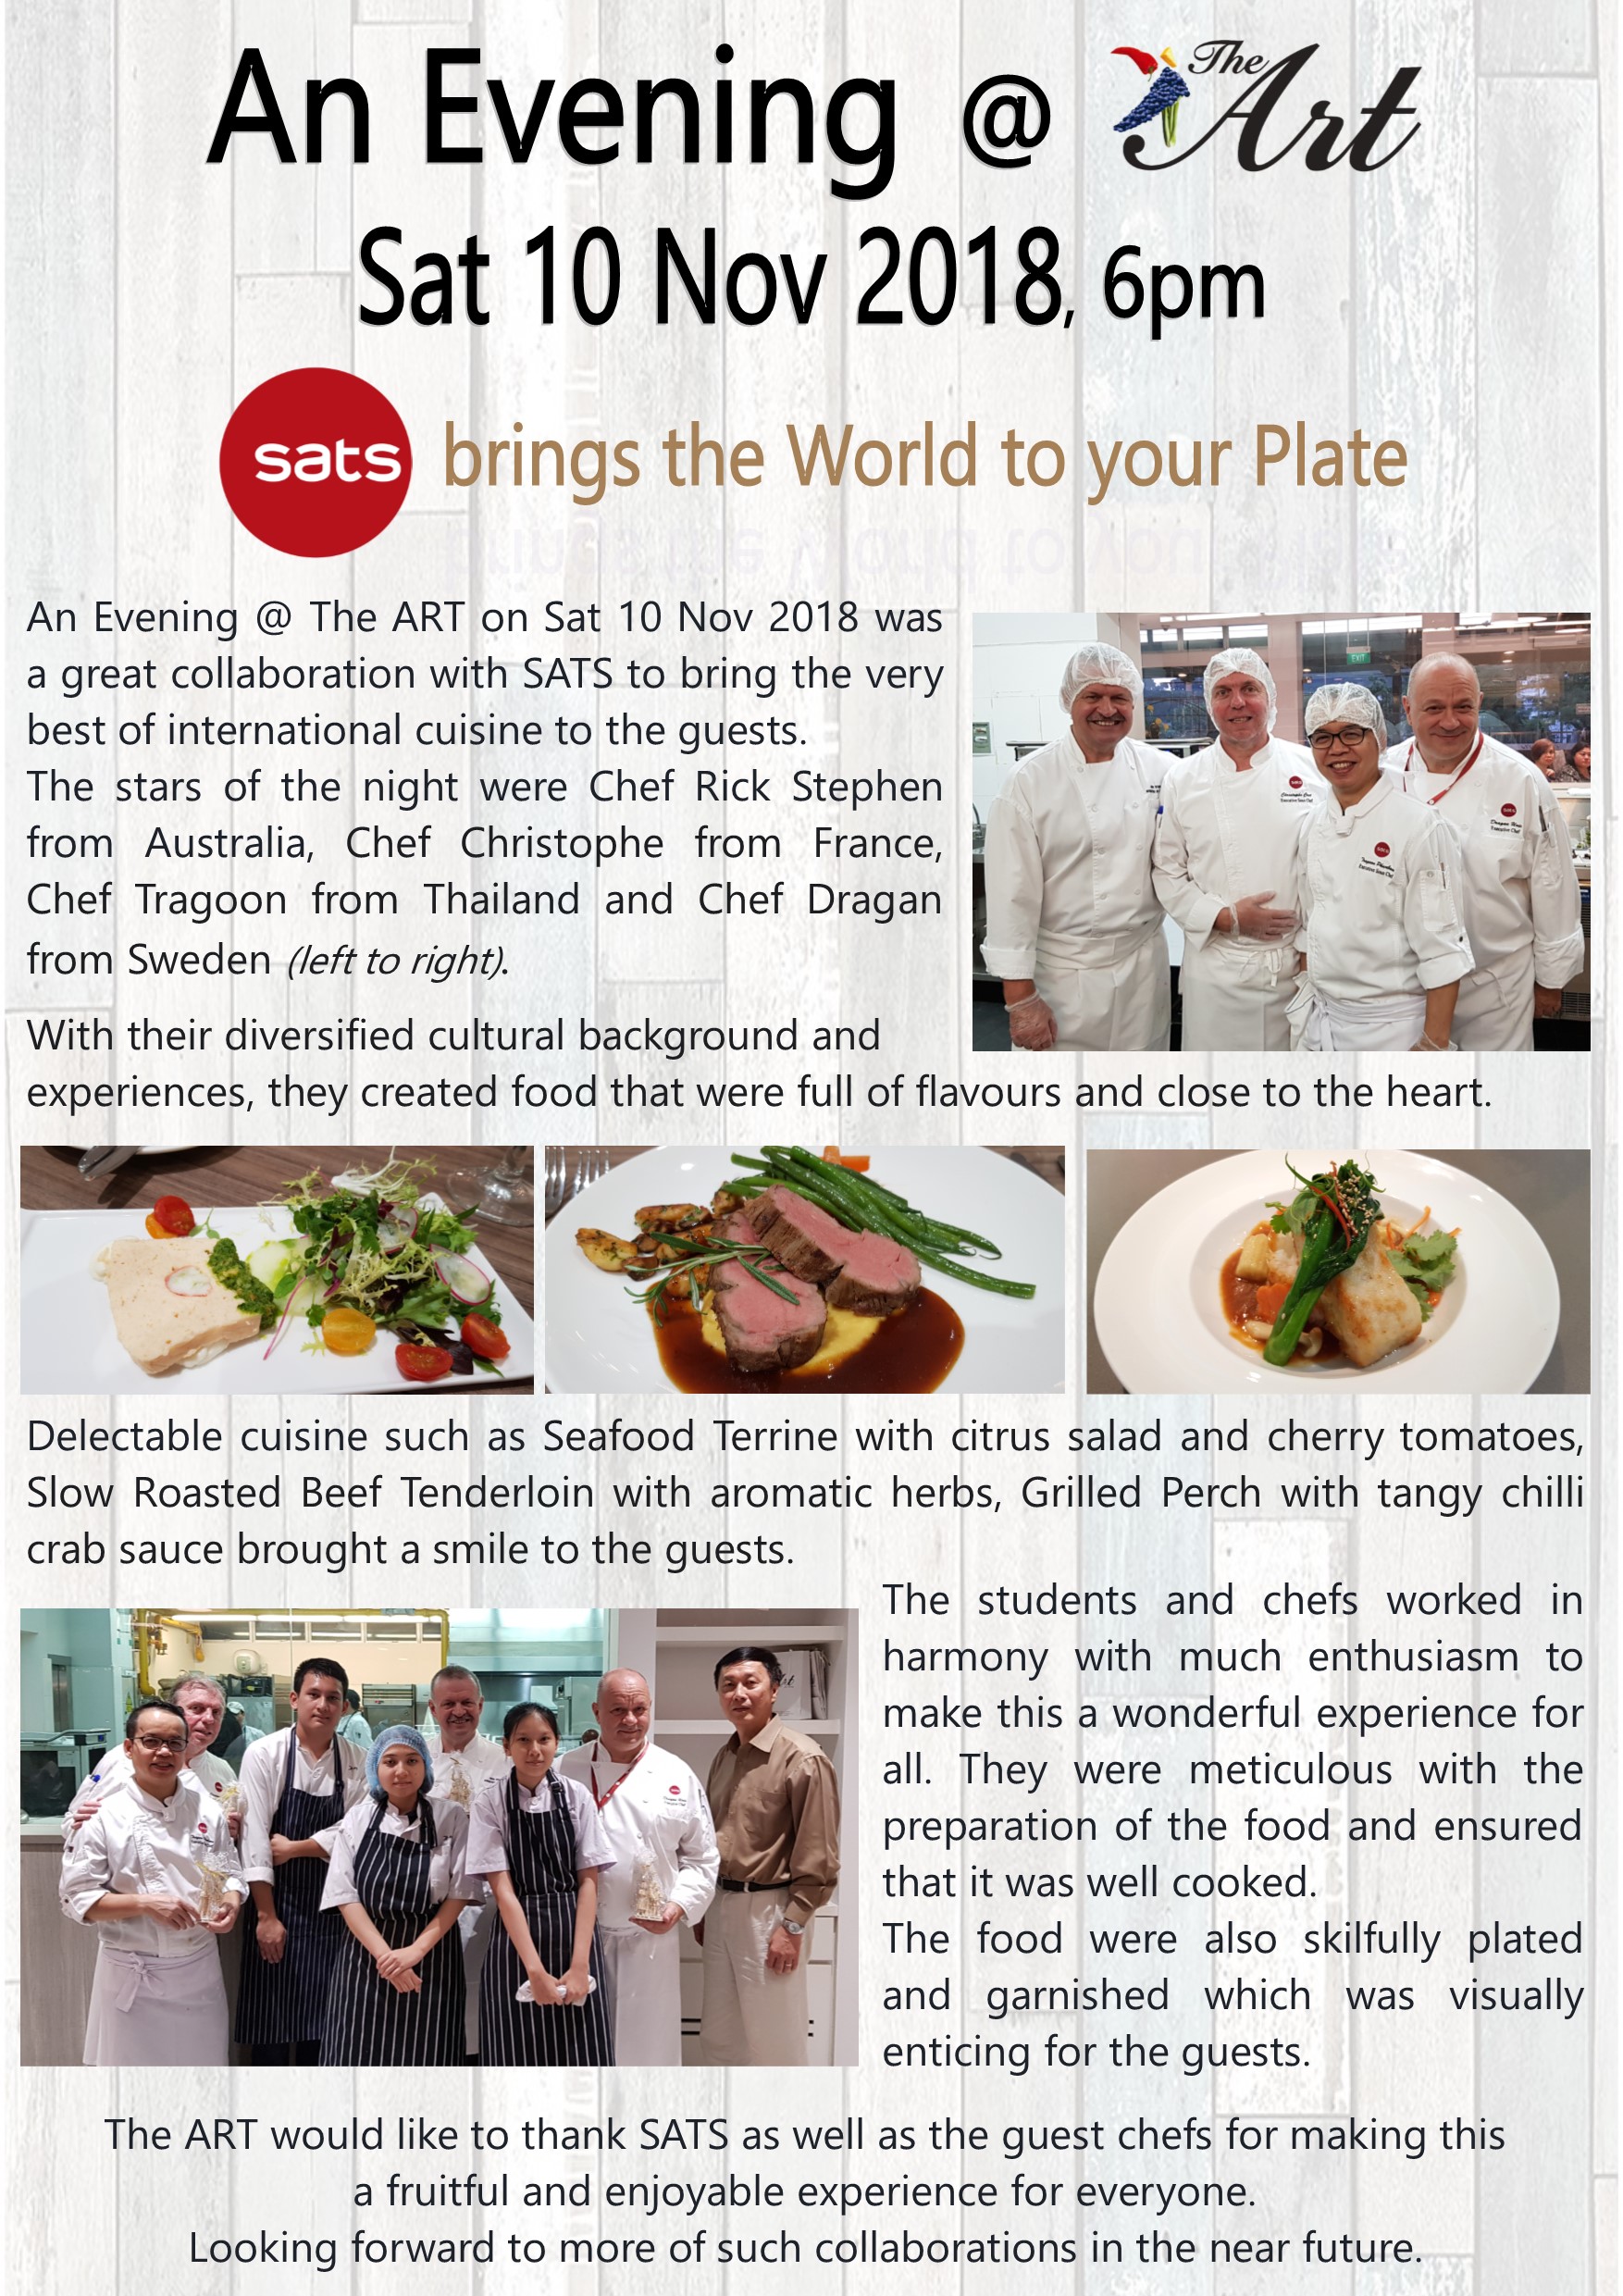 An Evening @ The Art
Sat 10 Nov 2018, 6pm
sats brings the World to your Plate
An Evening @ The ART on Sat 10 Nov 2018 was
a great collaboration with SATS to bring the very
best of international cuisine to the guests.
The stars of the night were Chef Rick Stephen
from Australia, Chef Christophe from France,
Chef Tragoon from Thailand and Chef Dragan
from Sweden (left to right).
EXIT
With their diversified cultural background and
experiences, they created food that were full of flavours and close to the heart.
Delectable cuisine such as Seafood Terrine with citrus salad and cherry tomatoes,
Slow Roasted Beef Tenderloin with aromatic herbs, Grilled Perch with tangy chilli
crab sauce brought a smile to the guests.
The students and chefs worked in
harmony with much enthusiasm to
make this a wonderful experience for
all. They were meticulous with the
preparation of the food and ensured
that it was well cooked.
The food were also skilfully plated
and garnished which was visually
enticing for the guests.
The ART would like to thank SATS as well as the guest chefs for making this
a fruitful and enjoyable experience for everyone.
Looking forward to more of such collaborations in the near future.